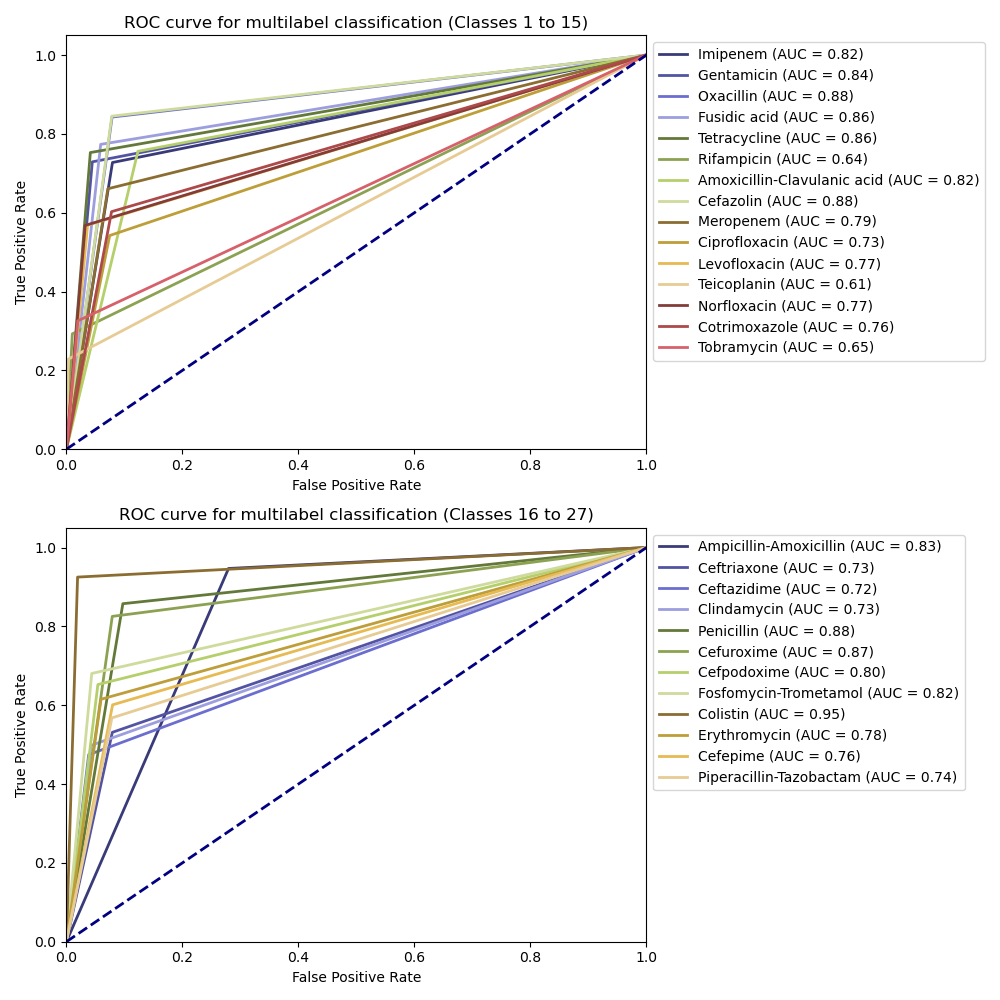 ROC curve for multilabel classification (Classes 1 to 15)
True Positive Rate
1.0
0.8
0.6
0.4
0.2
0.0
0.0 0.2 0.4 0.6 0.8 1.0
False Positive Rate
Imipenem (AUC = 0.82)
Gentamicin (AUC = 0.84)
Oxacillin (AUC = 0.88)
Fusidic acid (AUC = 0.86)
Tetracycline (AUC = 0.86)
Rifampicin (AUC = 0.64)
Amoxicillin-Clavulanic acid (AUC = 0.82)
Cefazolin (AUC = 0.88)
Meropenem (AUC = 0.79)
Ciprofloxacin (AUC = 0.73)
Levofloxacin (AUC = 0.77)
Teicoplanin (AUC = 0.61)
Norfloxacin (AUC = 0.77)
Cotrimoxazole (AUC = 0.76)
Tobramycin (AUC = 0.65)
ROC curve for multilabel classification (Classes 16 to 27)
True Positive Rate
1.0
0.8
0.6
0.4
0.2
0.0
0.0 0.2 0.4 0.6 0.8 1.0
False Positive Rate
Ampicillin-Amoxicillin (AUC = 0.83)
Ceftriaxone (AUC = 0.73)
Ceftazidime (AUC = 0.72)
Clindamycin (AUC = 0.73)
Penicillin (AUC = 0.88)
Cefuroxime (AUC = 0.87)
Cefpodoxime (AUC = 0.80)
Fosfomycin-Trometamol (AUC = 0.82)
Colistin (AUC = 0.95)
Erythromycin (AUC = 0.78)
Cefepime (AUC = 0.76)
Piperacillin-Tazobactam (AUC = 0.74)